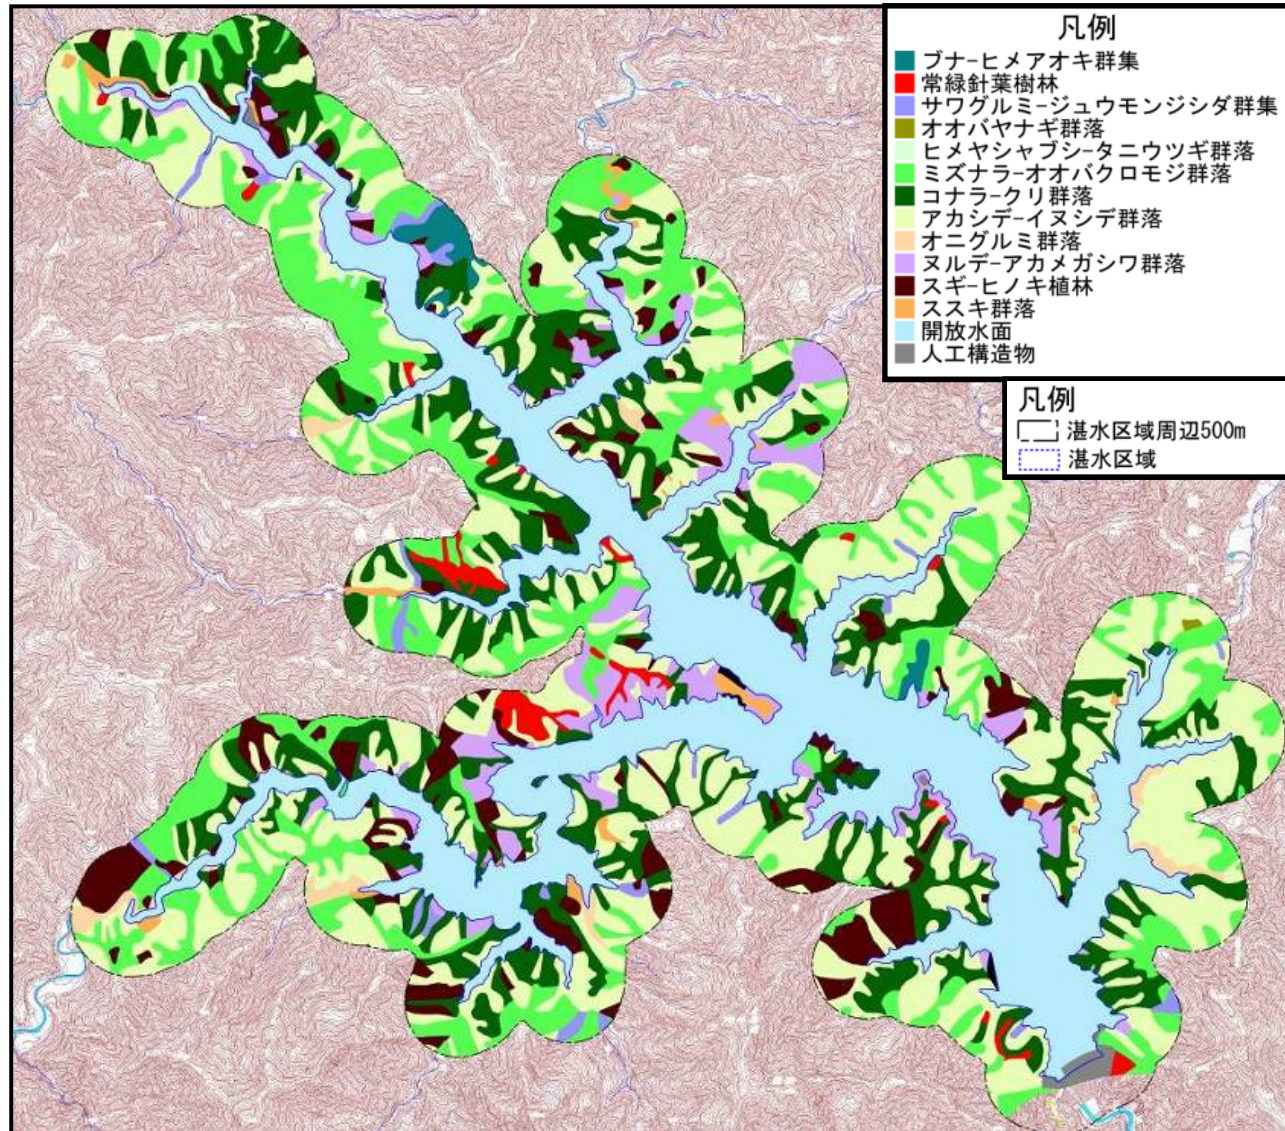 凡例
ブナ-ヒメアオキ群集
常緑針葉樹林
サワグルミ-ジュウモンジシダ群集
オオバヤナギ群落
ヒメヤシャブシ-タニウツギ群落
ミズナラ-オオバクロモジ群落
コナラ-クリ群落
アカシデ-イヌシデ群落
オニグルミ群落
ヌルデ-アカメガシワ群落
スギ-ヒノキ植林
ススキ群落
開放水面
人工構造物
凡例
湛水区域周辺500m
湛水区域